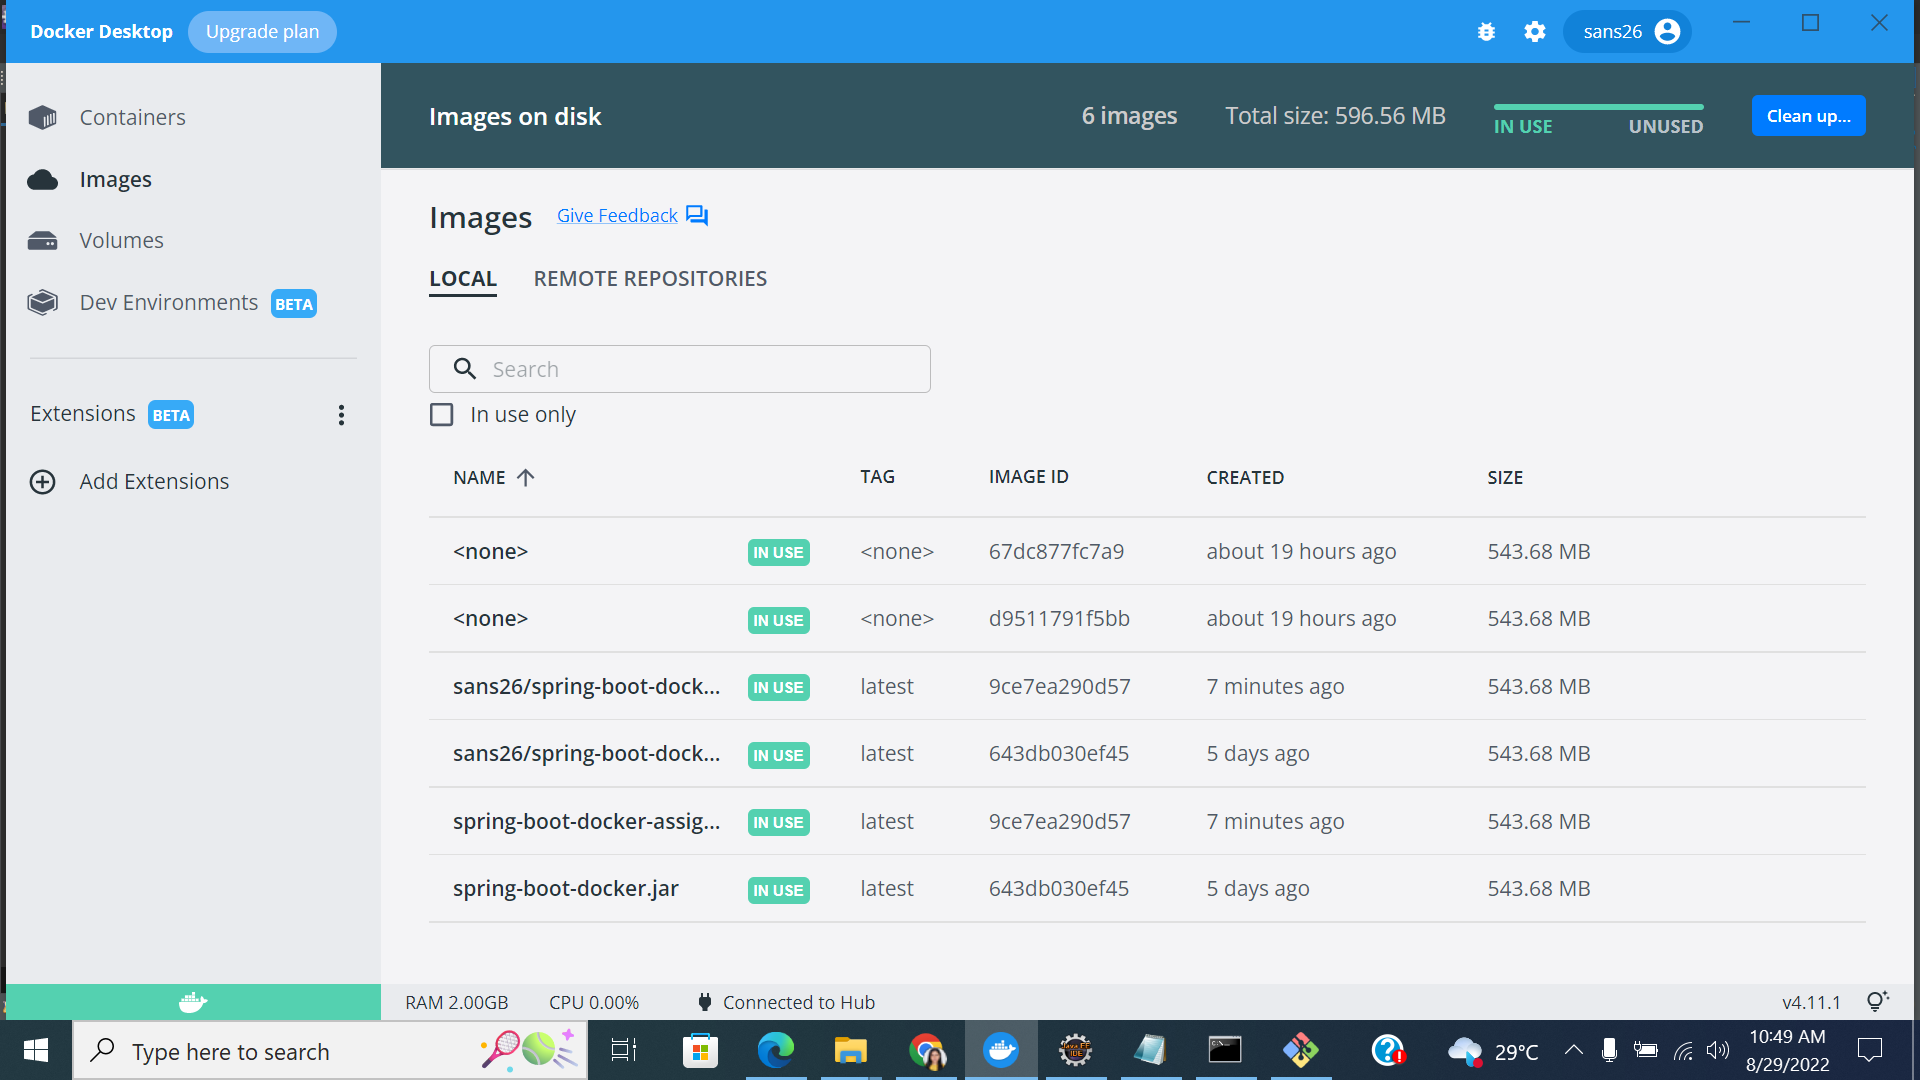 Docker Desktop Upgrade plan sans26
Containers
Images
Volumes
Dev Environments BETA
Extensions BETA
Add Extensions
Images on disk 6 images Total size: 596.56 MB IN USE UNUSED Clean up...
Images Give Feedback
LOCAL REMOTE REPOSITORIES
Search
In use only
NAME TAG IMAGE ID CREATED SIZE
<none> IN USE <none> 67dc877fc7a9 about 19 hours ago 543.68 MB
<none> IN USE <none> d9511791f5bb about 19 hours ago 543.68 MB
sans26/spring-boot-dock... IN USE latest 9ce7ea290d57 7 minutes ago 543.68 MB
sans26/spring-boot-dock... IN USE latest 643db030ef45 5 days ago 543.68 MB
spring-boot-docker-assig... IN USE latest 9ce7ea290d57 7 minutes ago 543.68 MB
spring-boot-docker.jar IN USE latest 643db030ef45 5 days ago 543.68 MB
RAM 2.00GB CPU 0.00% Connected to Hub v4.11.1
Type here to search 29°C 10:49 AM
8/29/2022